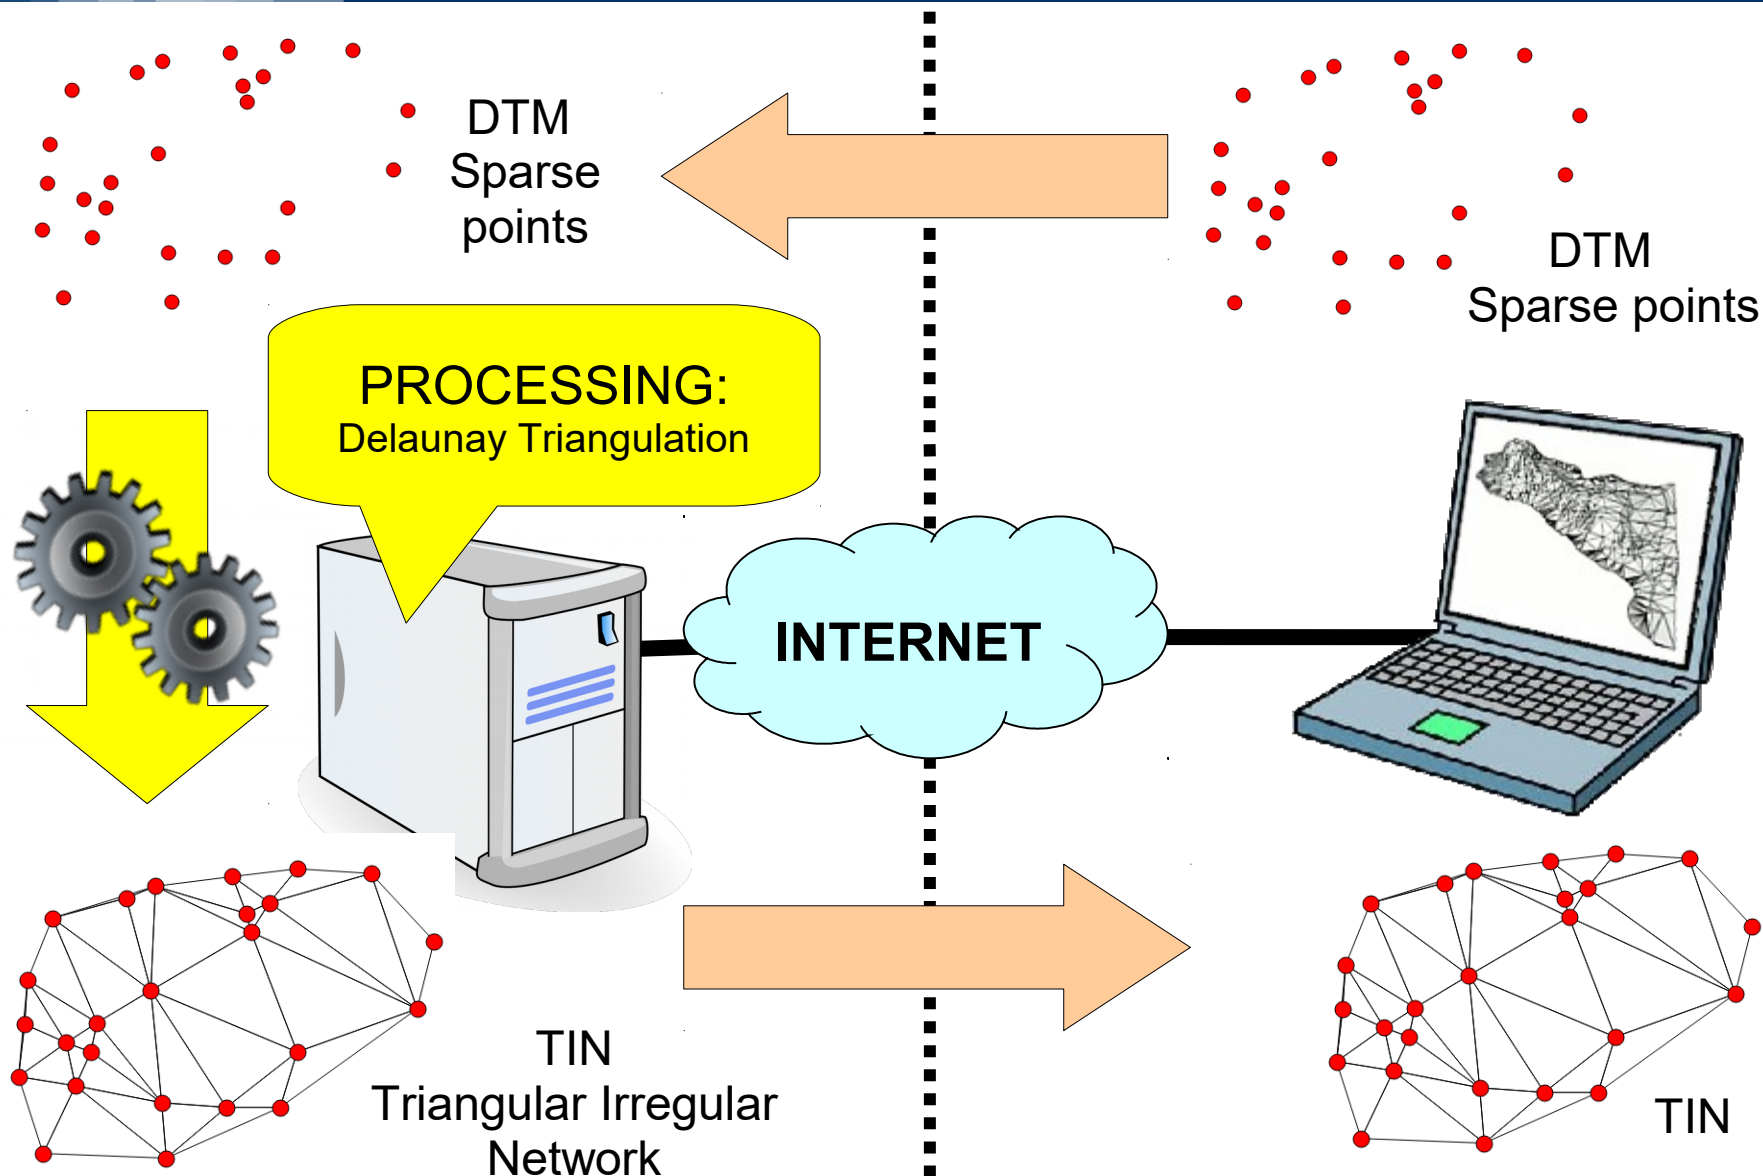 DTM
Sparse
points
DTM
Sparse points
PROCESSING:
Delaunay Triangulation
INTERNET
TIN
Triangular Irregular
Network
TIN